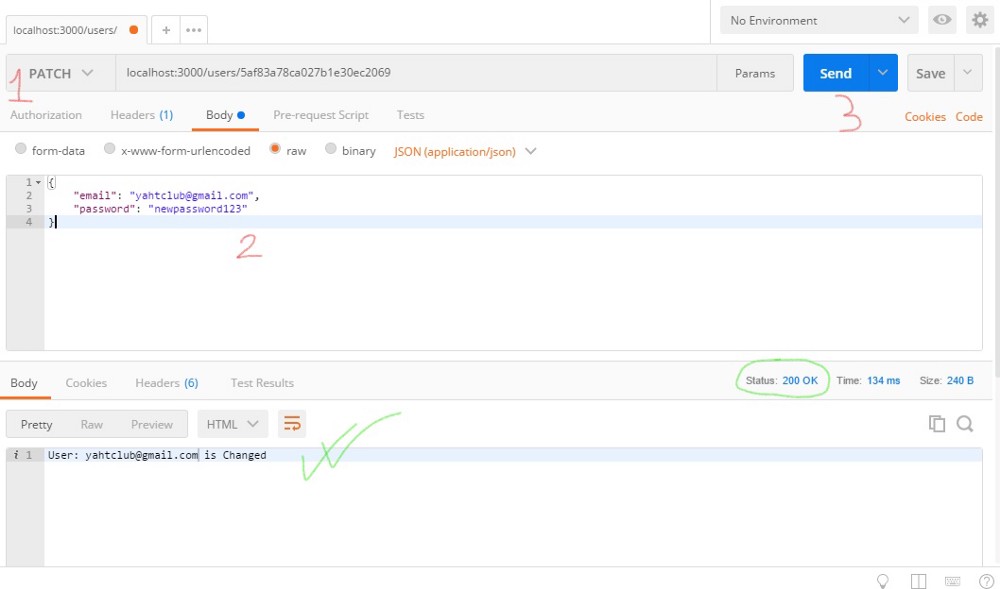 localhost:3000/users/
+
•••
No Environment
1
PATCH
localhost:3000/users/5af83a78ca027b1e30ec2069
Params
Send
Save
3
Authorization
Headers (1)
Body
Pre-request Script
Tests
Cookies
Code
form-data
x-www-form-urlencoded
raw
binary
JSON (application/json)
1 {
2 "email": "yahtclub@gmail.com",
3 "password": "newpassword123"
4 }
2
Body
Cookies
Headers (6)
Test Results
Status: 200 OK
Time: 134 ms
Size: 240 B
Pretty
Raw
Preview
HTML
i 1 User: yahtclub@gmail.com is Changed
?